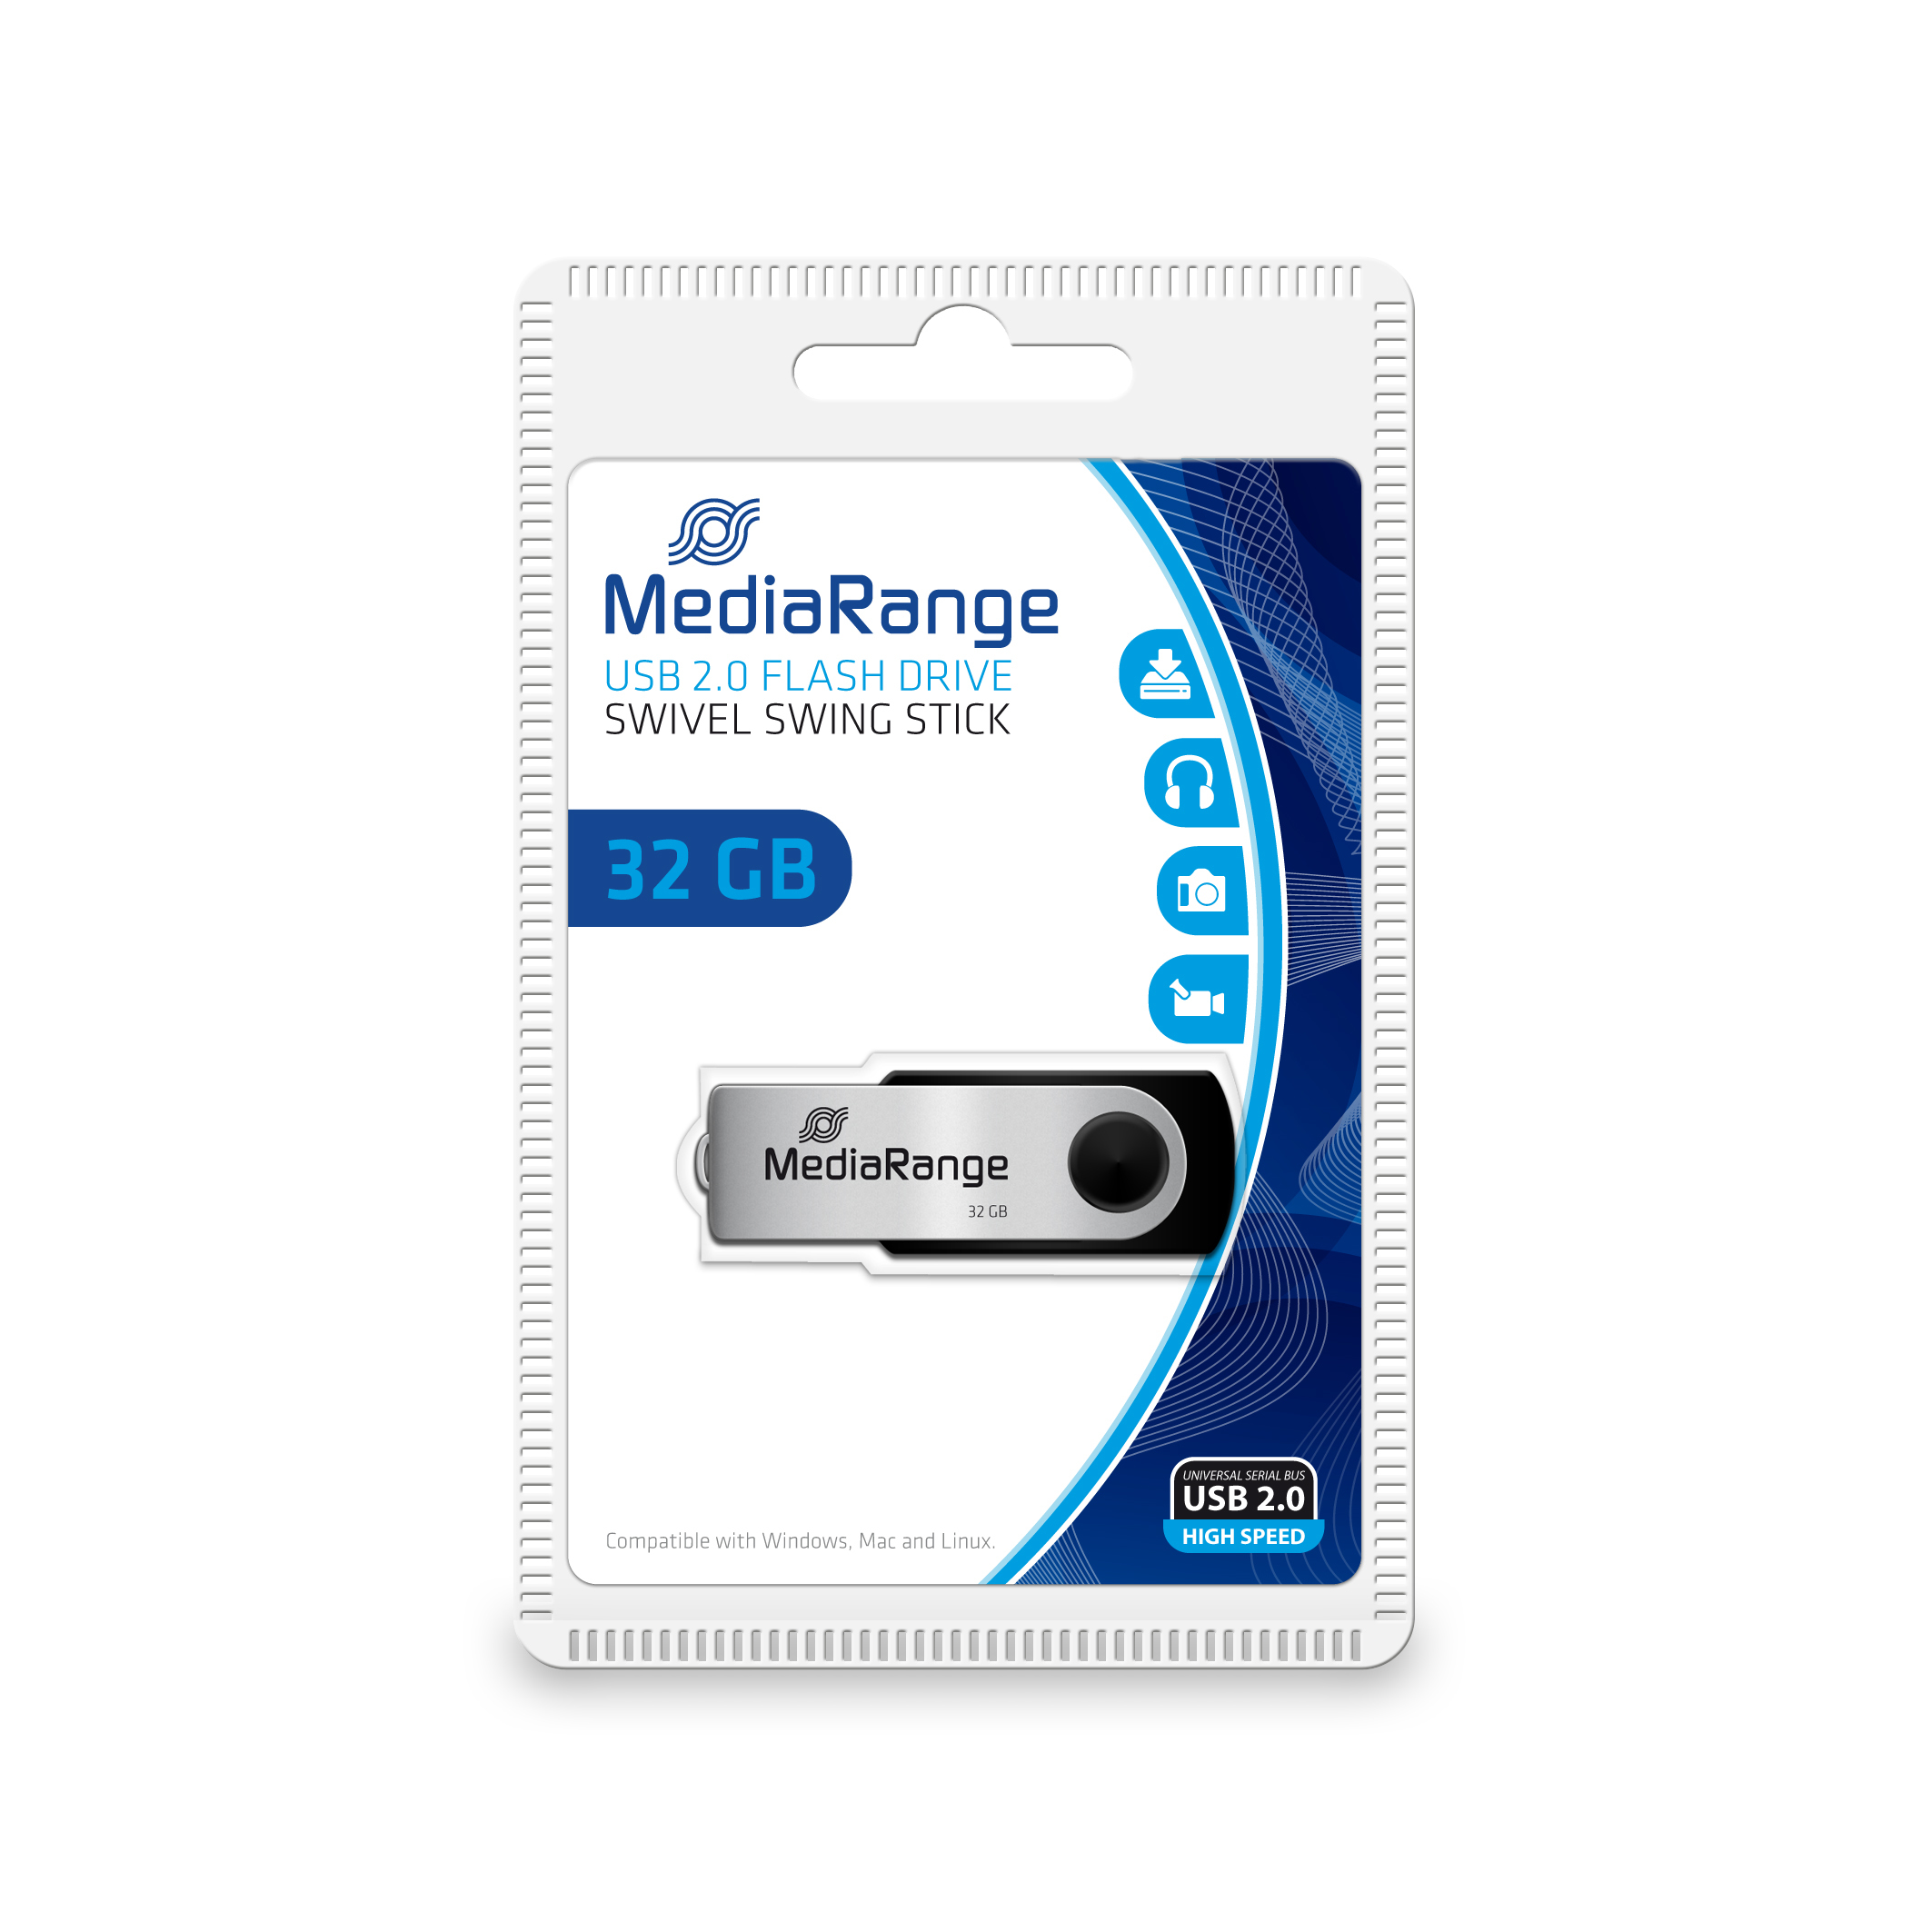 MediaRange
USB 2.0 FLASH DRIVE
SWIVEL SWING STICK
32 GB
MediaRange
32 GB
UNIVERSAL SERIAL BUS
USB 2.0
HIGH SPEED
Compatible with Windows, Mac and Linux.